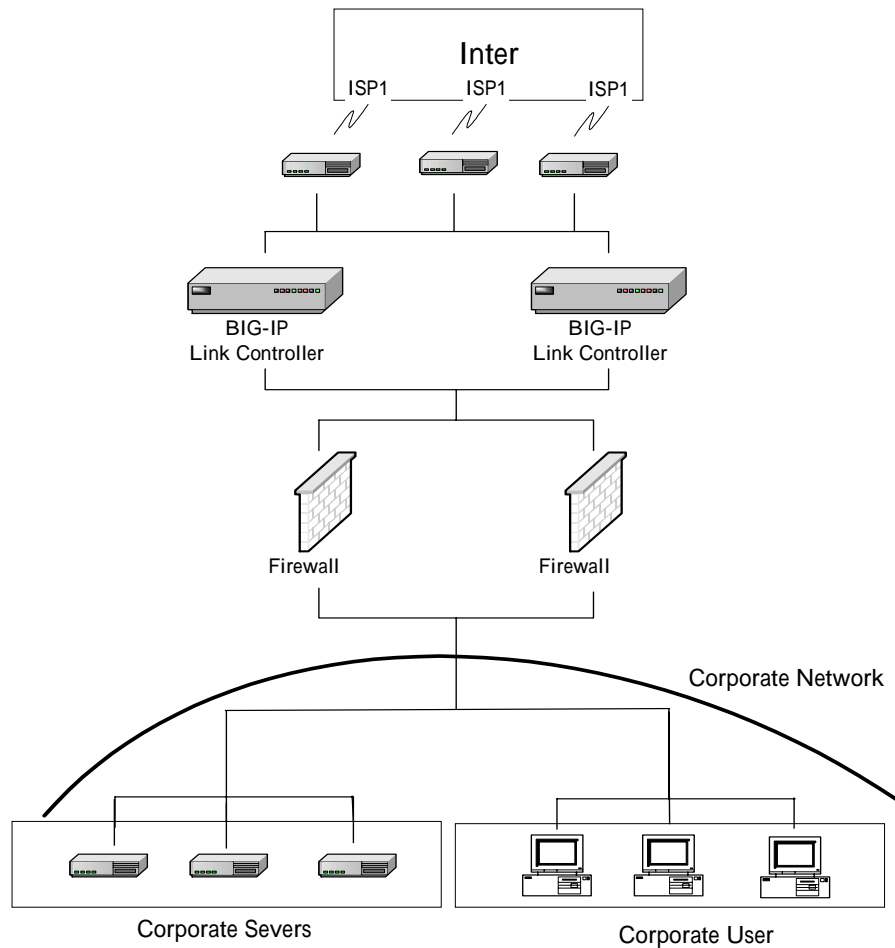 Inter
ISP1 ISP1 ISP1
BIG-IP
Link Controller
BIG-IP
Link Controller
Firewall Firewall
Corporate Network
Corporate Severs
Corporate User